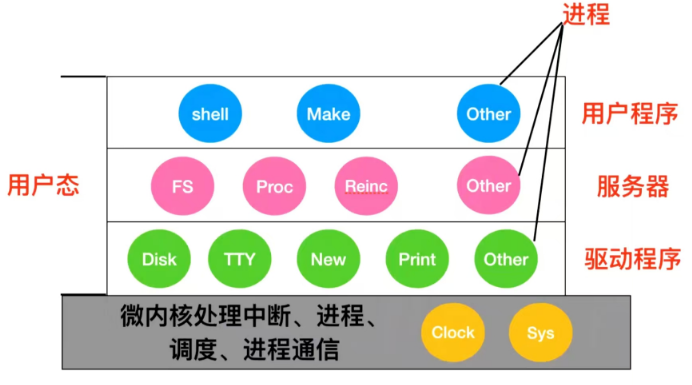 进程
shell Make Other 用户程序
用户态 FS Proc Reinc Other 服务器
Disk TTY New Print Other 驱动程序
微内核处理中断、进程、
调度、进程通信
Clock Sys